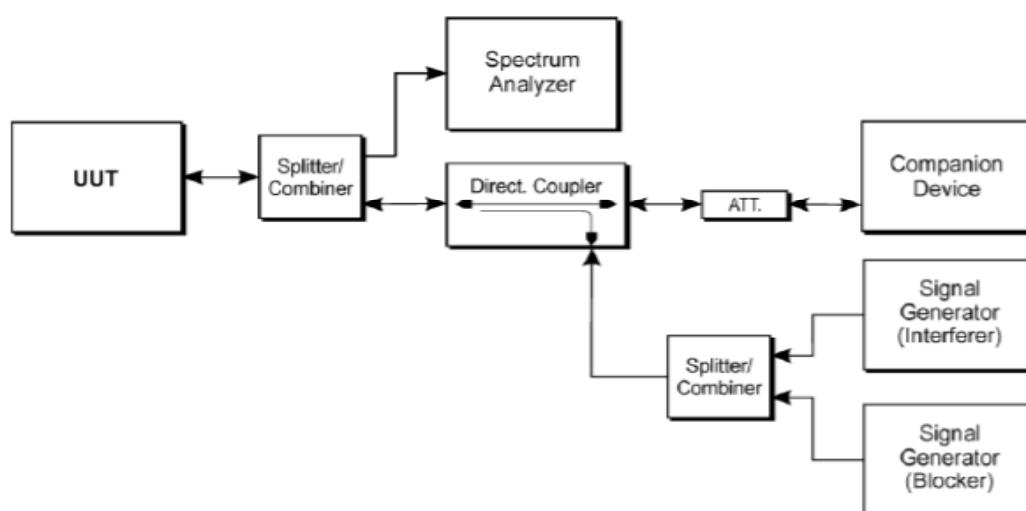 Spectrum
Analyzer
UUT
Splitter/
Combiner
Direct. Coupler
ATT.
Companion
Device
Signal
Generator
(Interferer)
Splitter/
Combiner
Signal
Generator
(Blocker)